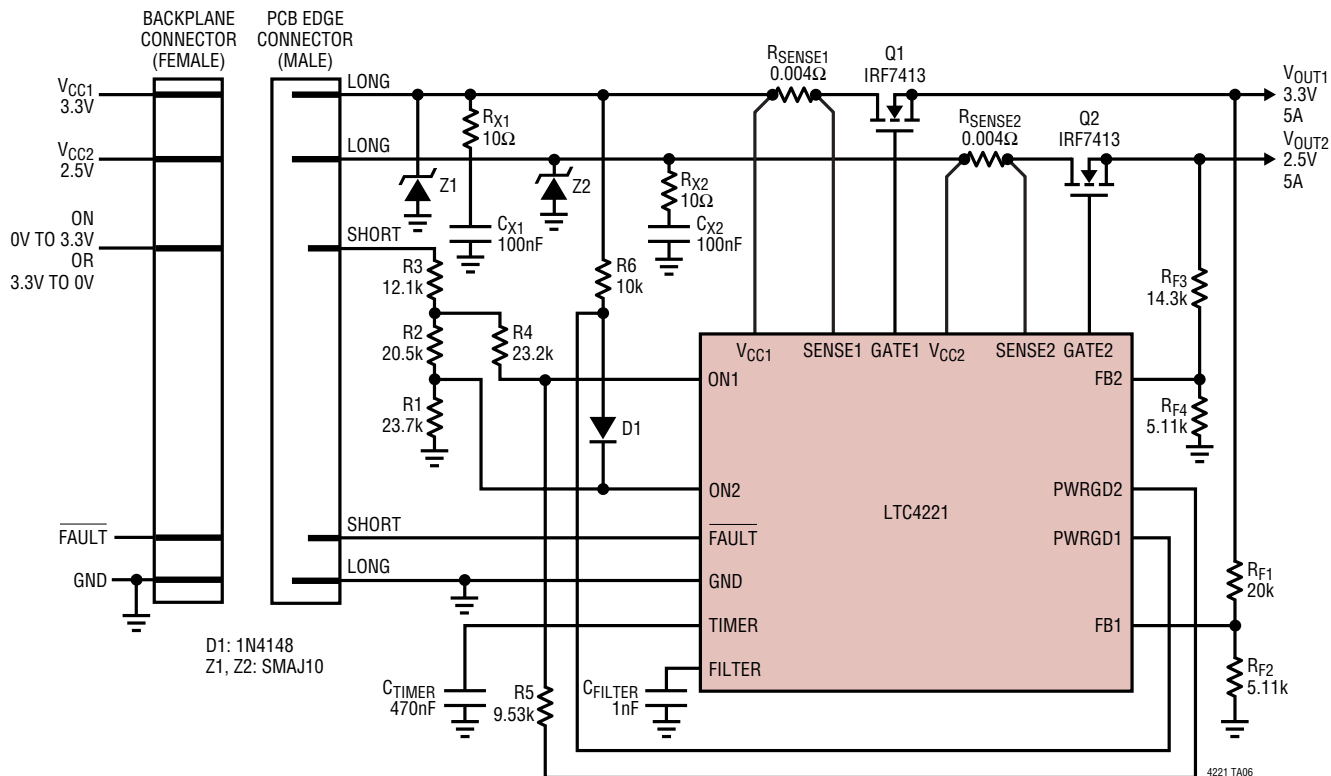 BACKPLANE
CONNECTOR
(FEMALE)
PCB EDGE
CONNECTOR
(MALE)
VCC1
3.3V
VCC2
2.5V
ON
0V TO 3.3V
OR
3.3V TO 0V
FAULT
GND
LONG
LONG
SHORT
SHORT
LONG
Z1
RX1
10Ω
CX1
100nF
Z2
RX2
10Ω
CX2
100nF
R3
12.1k
R2
20.5k
R1
23.7k
R4
23.2k
R6
10k
D1
RSENSE1
0.004Ω
Q1
IRF7413
RSENSE2
0.004Ω
Q2
IRF7413
VOUT1
3.3V
5A
VOUT2
2.5V
5A
RF3
14.3k
RF4
5.11k
RF1
20k
RF2
5.11k
VCC1
SENSE1
GATE1
VCC2
SENSE2
GATE2
ON1
ON2
FAULT
GND
TIMER
FILTER
LTC4221
FB2
PWRGD2
PWRGD1
FB1
D1: 1N4148
Z1, Z2: SMAJ10
CTIMER
470nF
R5
9.53k
CFILTER
1nF
4221 TA06